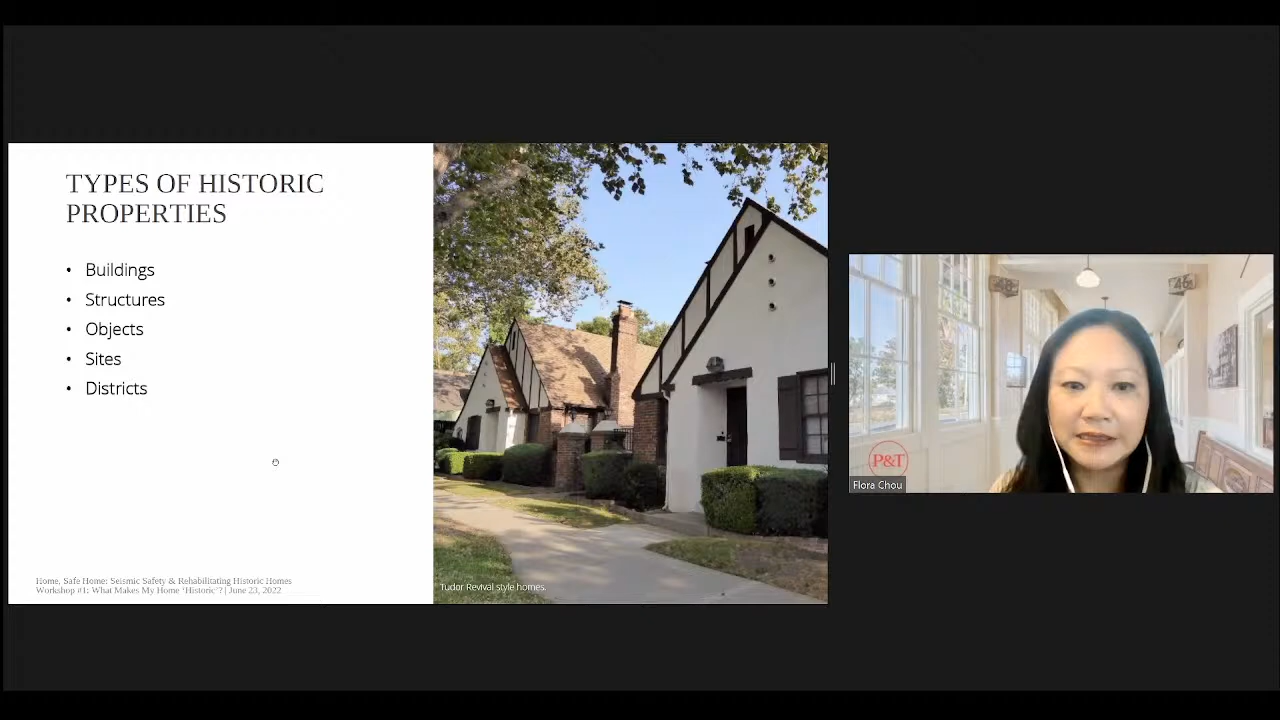 TYPES OF HISTORIC
PROPERTIES
• Buildings
• Structures
• Objects
• Sites
• Districts
Home, Safe Home: Seismic Safety & Rehabilitating Historic Homes
Workshop #1: What Makes My Home 'Historic'? | June 23, 2022
Tudor Revival style homes.
46
P&T
Flora Chou